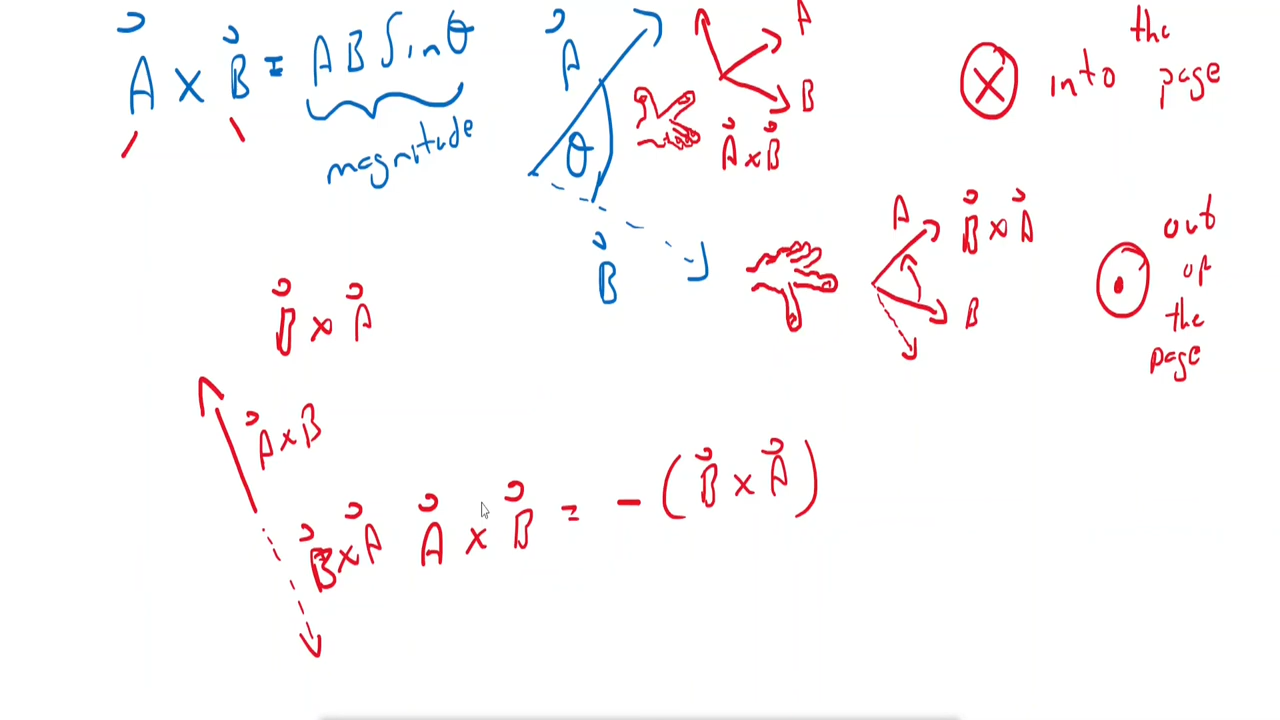 A⃗ × B⃗ = AB Sinθ
magnitude
A⃗
θ
B⃗
A
B
A⃗ × B⃗
⊗ into the page
A
B⃗ × A⃗
B
⊙ out of the page
B⃗ × A⃗
A⃗ × B
B⃗ × A⃗
A⃗ × B⃗ = - (B⃗ × A⃗)